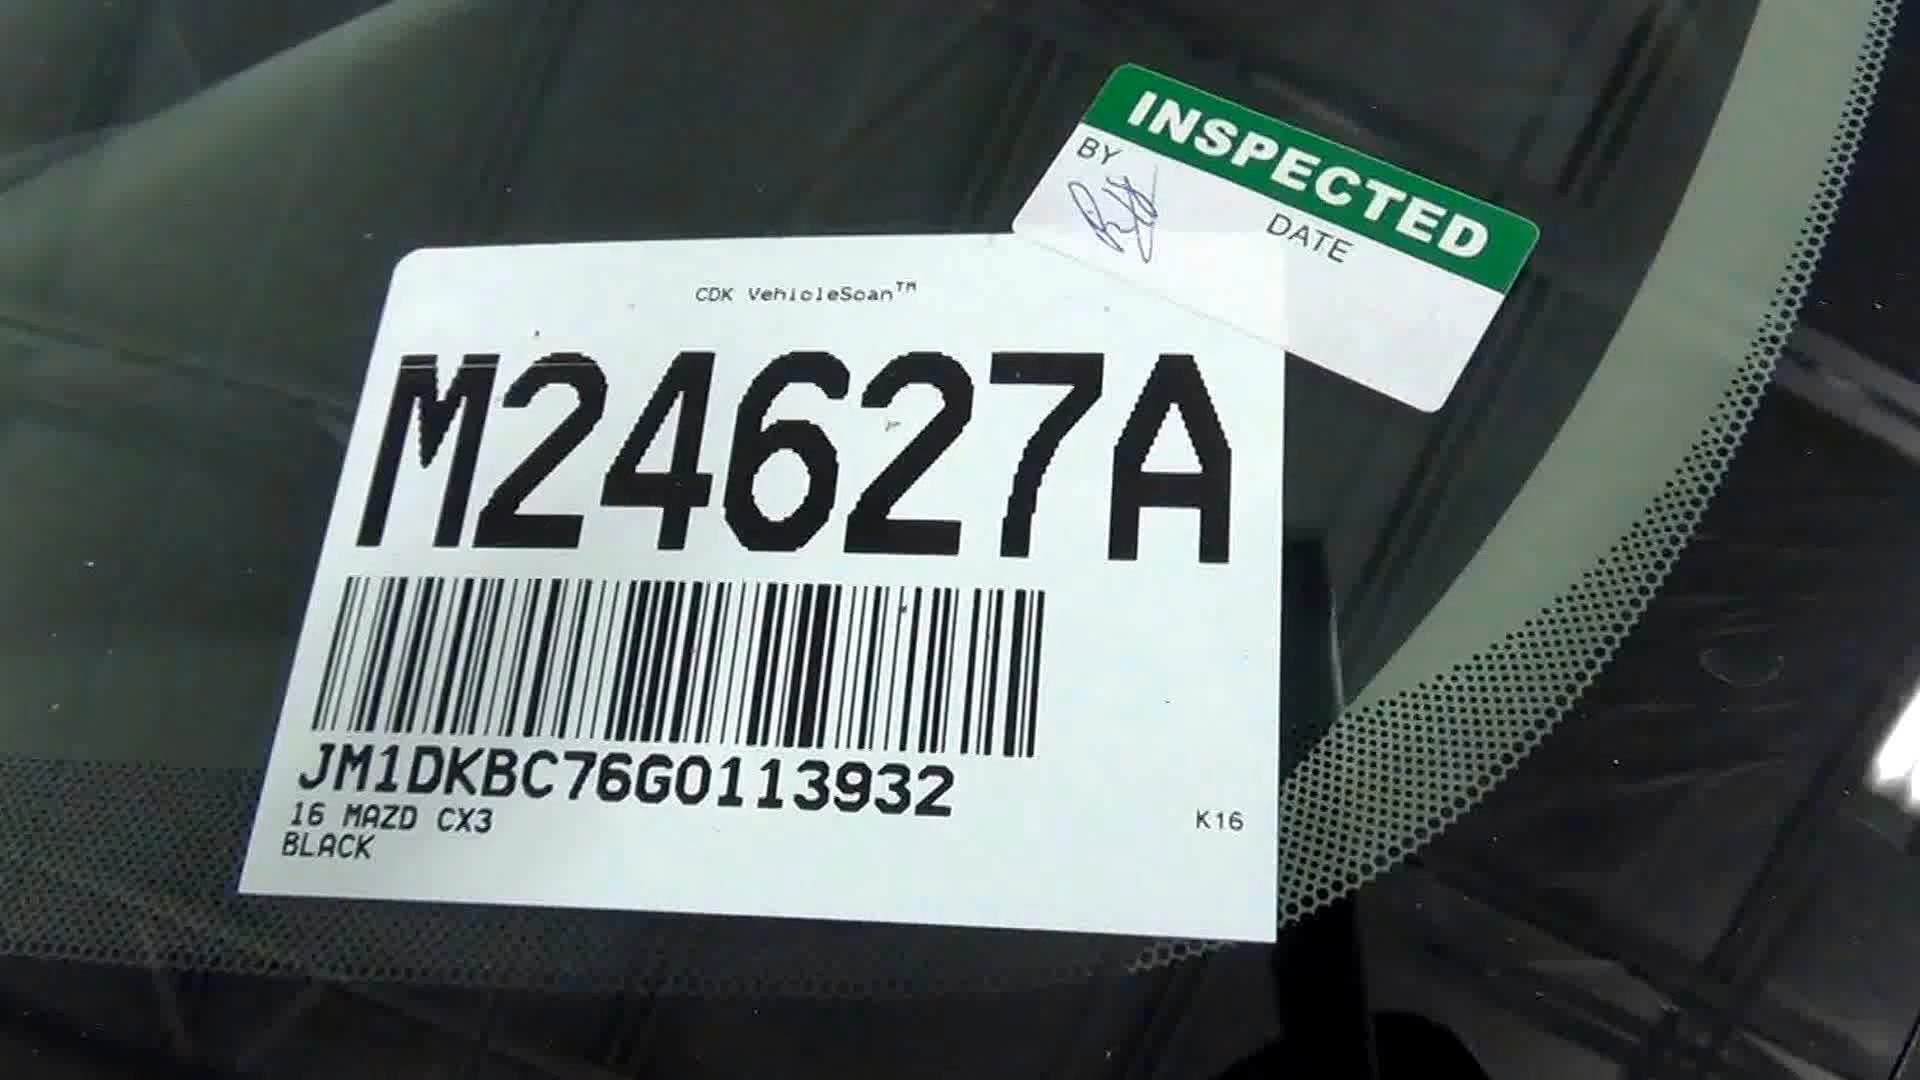 INSPECTED
BY
DATE
CDK VehicleScan™
M24627A
JM1DKBC76G0113932
16 MAZD CX3
BLACK
K16